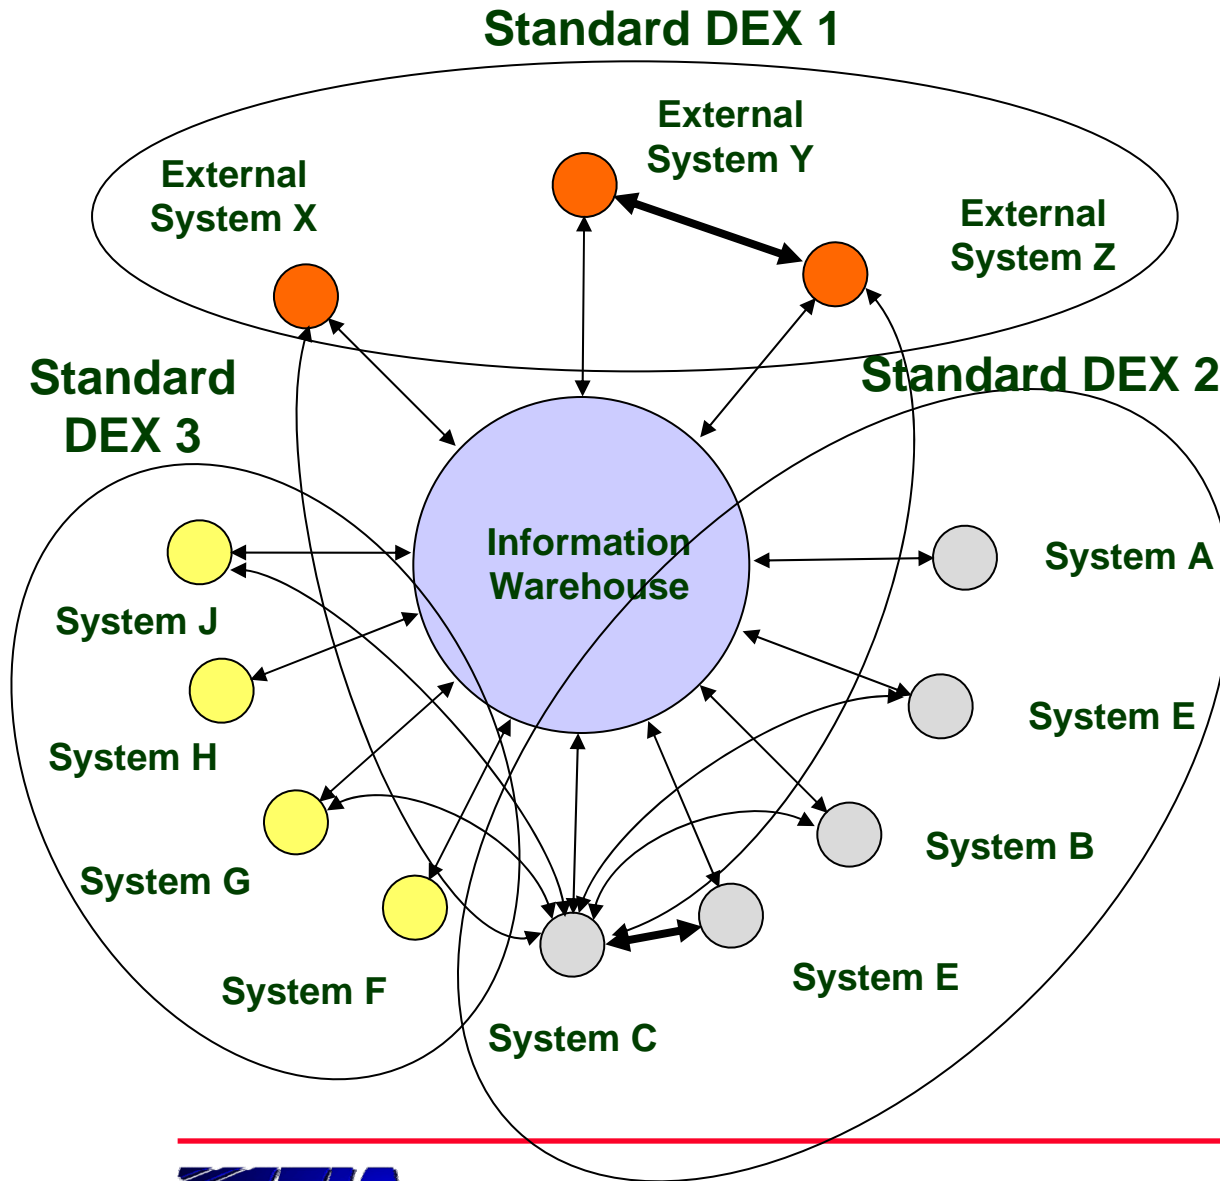 Standard DEX 1
External
System Y
External
System X
External
System Z
Standard
DEX 3
Standard DEX 2
Information
Warehouse
System A
System J
System E
System H
System B
System G
System E
System F
System C